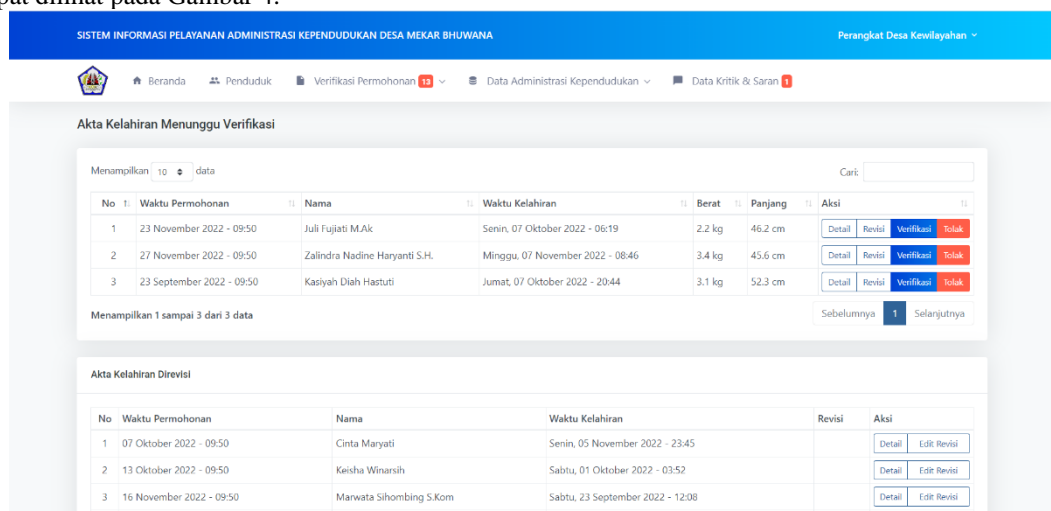 dilihat pada Gambar 4.
SISTEM INFORMASI PELAYANAN ADMINISTRASI KEPENDUDUKAN DESA MEKAR BHUWANA
Perangkat Desa Kewilayahan
Beranda Penduduk Verifikasi Permohonan 13 Data Administrasi Kependudukan Data Kritik & Saran 1
Akta Kelahiran Menunggu Verifikasi
Menampilkan 10 data
Cari:
No Waktu Permohonan Nama Waktu Kelahiran Berat Panjang Aksi
1 23 November 2022 - 09:50 Juli Fujiati M.Ak Senin, 07 Oktober 2022 - 06:19 2.2 kg 46.2 cm Detail Revisi Verifikasi Tolak
2 27 November 2022 - 09:50 Zalindra Nadine Haryanti S.H. Minggu, 07 November 2022 - 08:46 3.4 kg 45.6 cm Detail Revisi Verifikasi Tolak
3 23 September 2022 - 09:50 Kasiyah Diah Hastuti Jumat, 07 Oktober 2022 - 20:44 3.1 kg 52.3 cm Detail Revisi Verifikasi Tolak
Menampilkan 1 sampai 3 dari 3 data
Sebelumnya 1 Selanjutnya
Akta Kelahiran Direvisi
No Waktu Permohonan Nama Waktu Kelahiran Revisi Aksi
1 07 Oktober 2022 - 09:50 Cinta Maryati Senin, 05 November 2022 - 23:45 Detail Edit Revisi
2 13 Oktober 2022 - 09:50 Keisha Winarsih Sabtu, 01 Oktober 2022 - 03:52 Detail Edit Revisi
3 16 November 2022 - 09:50 Marwata Sihombing S.Kom Sabtu, 23 September 2022 - 12:08 Detail Edit Revisi